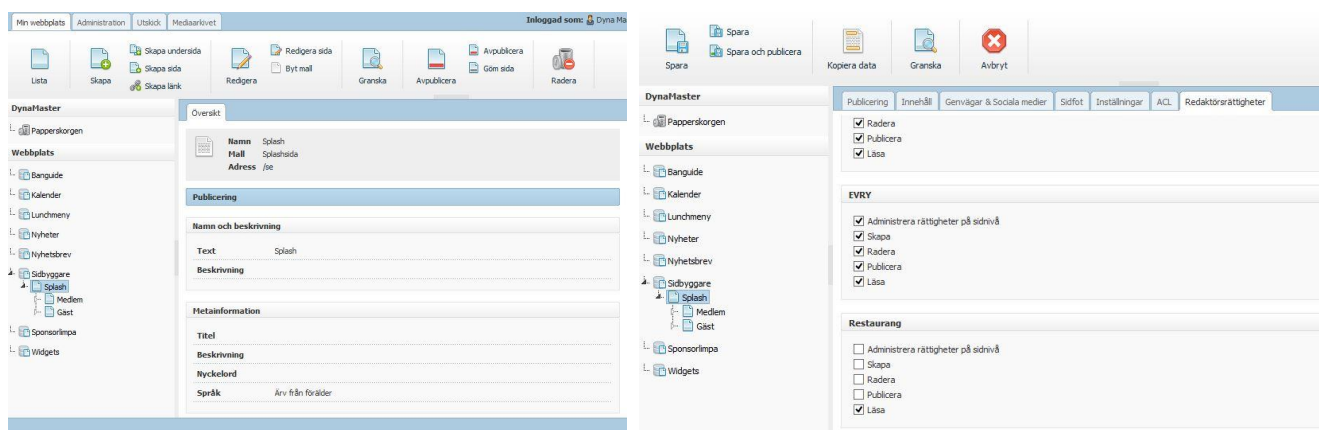 Min webbplats Administration Utskick Mediaarkivet Inloggad som: Dyna Ma
Skapa undersida Redigera sida Avpublicera
Skapa sida Byt mall Göm sida
Lista Skapa Skapa länk Redigera Granska Avpublicera Radera
DynaMaster
Papperskorgen
Webbplats
Banguide
Kalender
Lunchmeny
Nyheter
Nyhetsbrev
Sidbyggare
Splash
Medlem
Gäst
Sponsorlimpa
Widgets
Översikt
Namn Splash
Mall Splashsida
Adress /se
Publicering
Namn och beskrivning
Text Splash
Beskrivning
Metainformation
Titel
Beskrivning
Nyckelord
Språk Ärv från förälder
Spara
Spara och publicera
Spara Kopiera data Granska Avbryt
DynaMaster
Papperskorgen
Webbplats
Banguide
Kalender
Lunchmeny
Nyheter
Nyhetsbrev
Sidbyggare
Splash
Medlem
Gäst
Sponsorlimpa
Widgets
Publicering Innehåll Genvägar & Sociala medier Sidfot Inställningar ACL Redaktörsrättigheter
Radera
Publicera
Läsa
EVRY
Administrera rättigheter på sidnivå
Skapa
Radera
Publicera
Läsa
Restaurang
Administrera rättigheter på sidnivå
Skapa
Radera
Publicera
Läsa